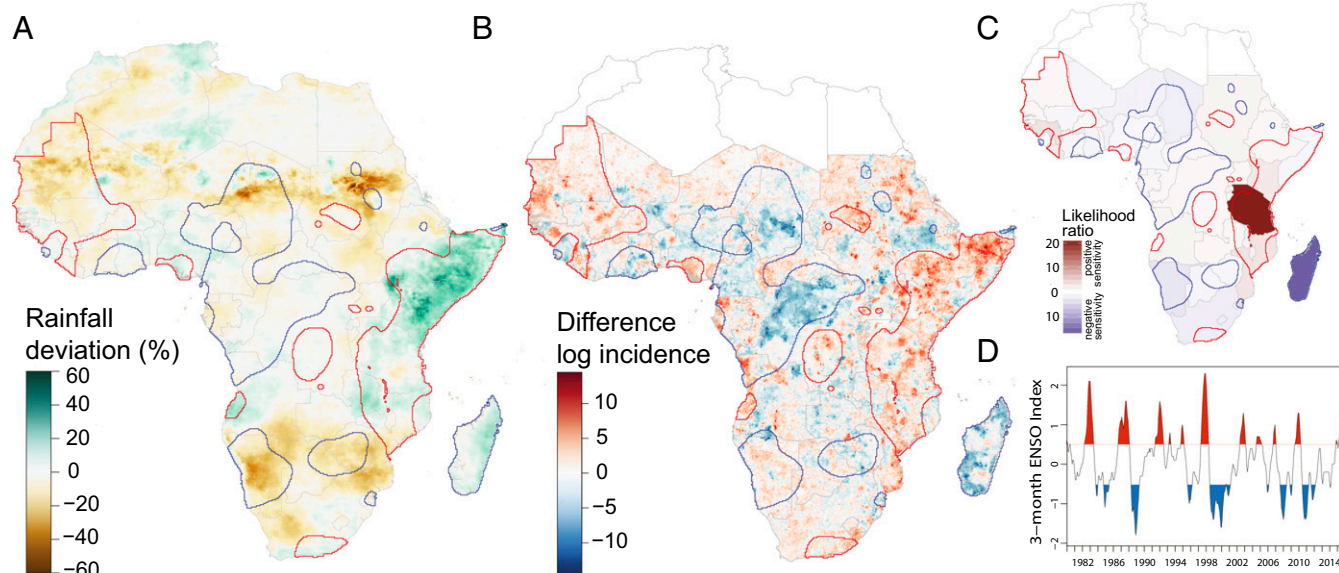 A
B
C
D
Rainfall
deviation (%)
60
40
20
0
−20
−40
−60
Difference
log incidence
10
5
0
−5
−10
Likelihood
ratio
20
10
0
10
positive
sensitivity
negative
sensitivity
3−month ENSO Index
2
1
0
−1
−2
1982
1986
1990
1994
1998
2002
2006
2010
2014